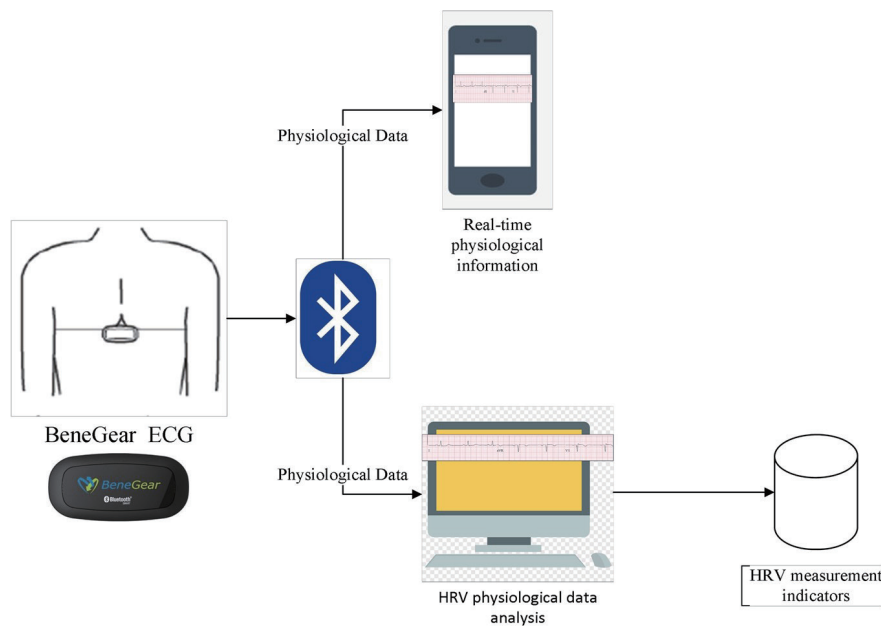 Physiological Data
Real-time
physiological
information
BeneGear ECG
BeneGear
Bluetooth
Physiological Data
HRV physiological data
analysis
HRV measurement
indicators